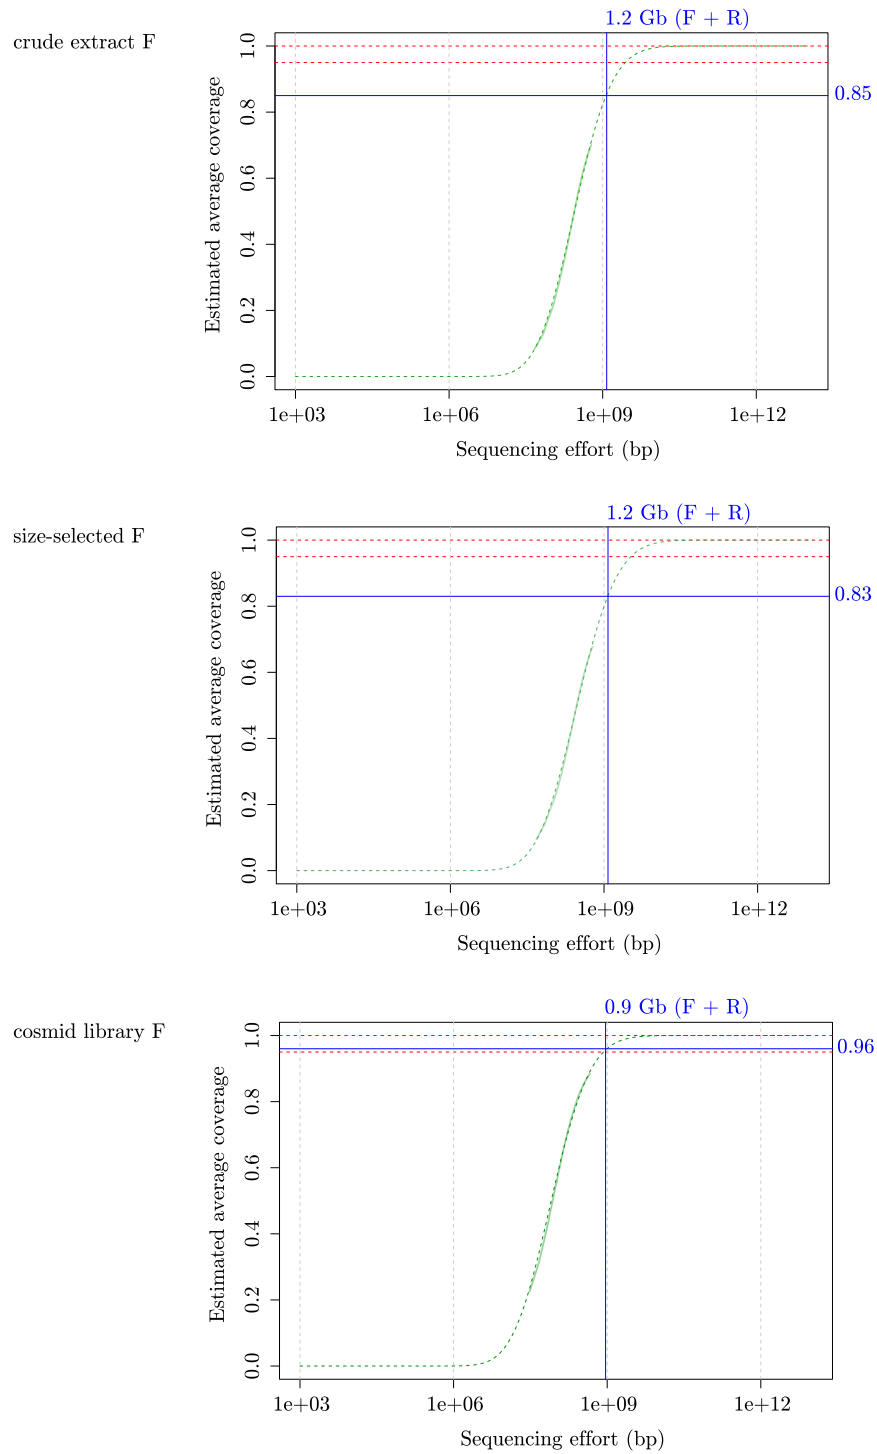 1.2 Gb (F + R)
crude extract F
1.0
0.85
0.8
0.6
0.4
0.2
0.0
Estimated average coverage
1e+03 1e+06 1e+09 1e+12
Sequencing effort (bp)
1.2 Gb (F + R)
size-selected F
1.0
0.83
0.8
0.6
0.4
0.2
0.0
Estimated average coverage
1e+03 1e+06 1e+09 1e+12
Sequencing effort (bp)
0.9 Gb (F + R)
cosmid library F
1.0
0.96
0.8
0.6
0.4
0.2
0.0
Estimated average coverage
1e+03 1e+06 1e+09 1e+12
Sequencing effort (bp)